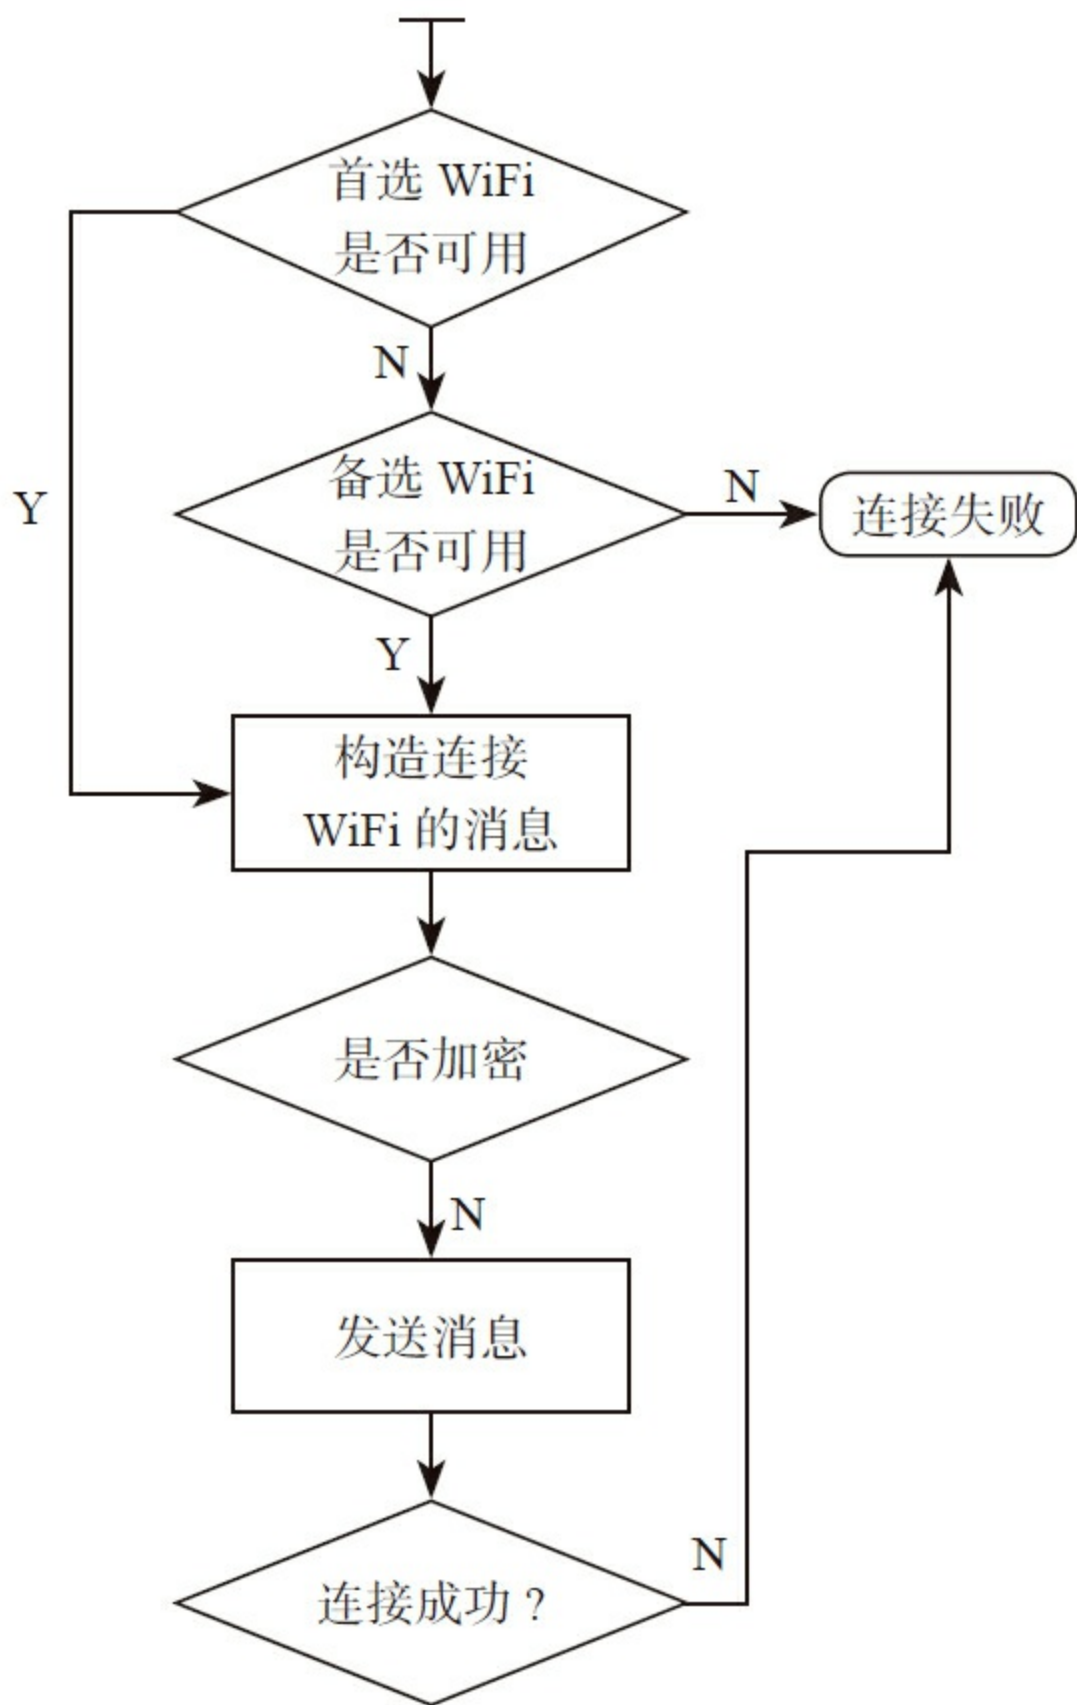 首选 WiFi
是否可用
N
备选 WiFi
是否可用
N
连接失败
Y
Y
构造连接
WiFi 的消息
是否加密
N
发送消息
连接成功？
N